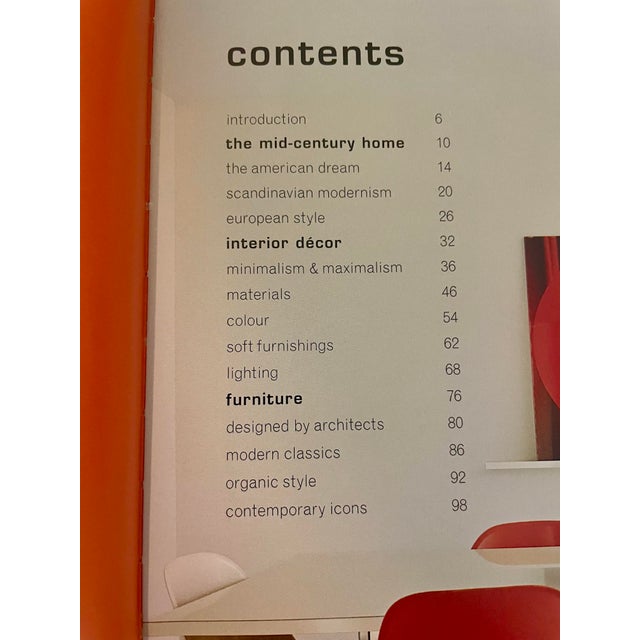 contents
introduction 6
the mid-century home 10
the american dream 14
scandinavian modernism 20
european style 26
interior décor 32
minimalism & maximalism 36
materials 46
colour 54
soft furnishings 62
lighting 68
furniture 76
designed by architects 80
modern classics 86
organic style 92
contemporary icons 98